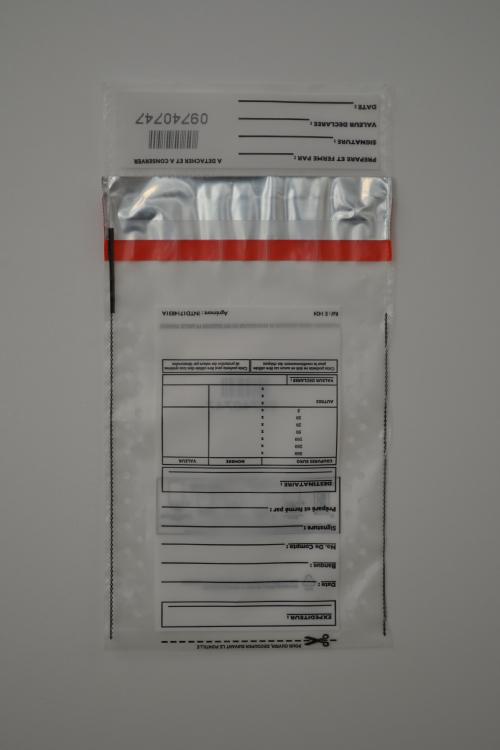 POUR OUVRIR, DECOUPER SUIVANT LE POINTILLE
EXPEDITEUR :
Date :
Banque :
No. De Compte :
Signature :
Préparé et fermé par :
DESTINATAIRE :
COUPURES EURO NOMBRE VALEUR
500 x
200 x
100 x
50 x
20 x
10 x
5 x
AUTRES x
VALEUR DECLARÉE :
PREPARE ET FERME PAR : A DETACHER ET A CONSERVER
SIGNATURE :
VALEUR DECLAREE :
09740747
DATE :